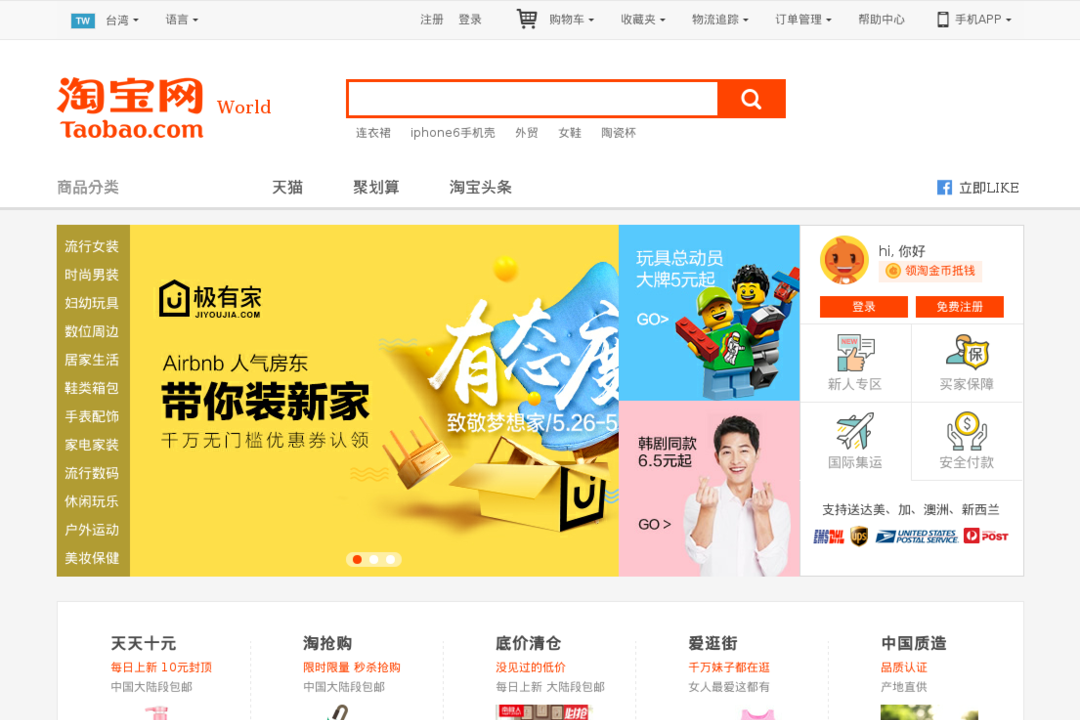 TW 台湾 语言 注册 登录 购物车 收藏夹 物流追踪 订单管理 帮助中心 手机APP
淘宝网 World
Taobao.com
连衣裙 iphone6手机壳 外贸 女鞋 陶瓷杯
商品分类 天猫 聚划算 淘宝头条 立即LIKE
流行女装
时尚男装
妇幼玩具
数位周边
居家生活
鞋类箱包
手表配饰
家电家装
流行数码
休闲玩乐
户外运动
美妆保健
极有家
JIYOUJIA.COM
Airbnb 人气房东
带你装新家
千万无门槛优惠券认领
有态度
致敬梦想家/5.26-5
玩具总动员
大牌5元起
GO>
韩剧同款
6.5元起
GO >
hi, 你好
领淘金币抵钱
登录 免费注册
NEW
新人专区
保
买家保障
国际集运
$
安全付款
支持送达美、加、澳洲、新西兰
EMS ups UNITED STATES POSTAL SERVICE. POST
天天十元
每日上新 10元封顶
中国大陆段包邮
淘抢购
限时限量 秒杀抢购
中国大陆段包邮
底价清仓
没见过的低价
每日上新 大陆段包邮
南极人 必抢
爱逛街
千万妹子都在逛
女人最爱这都有
中国质造
品质认证
产地直供